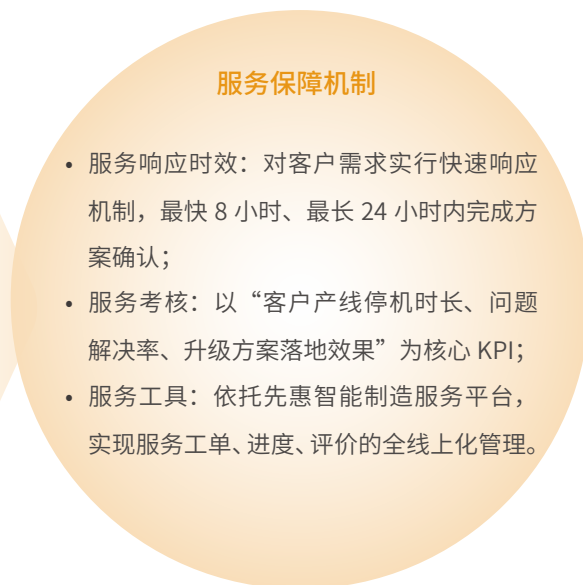 服务保障机制
• 服务响应时效：对客户需求实行快速响应
机制，最快 8 小时、最长 24 小时内完成方
案确认；
• 服务考核：以“客户产线停机时长、问题
解决率、升级方案落地效果”为核心 KPI；
• 服务工具：依托先惠智能制造服务平台，
实现服务工单、进度、评价的全线上化管理。